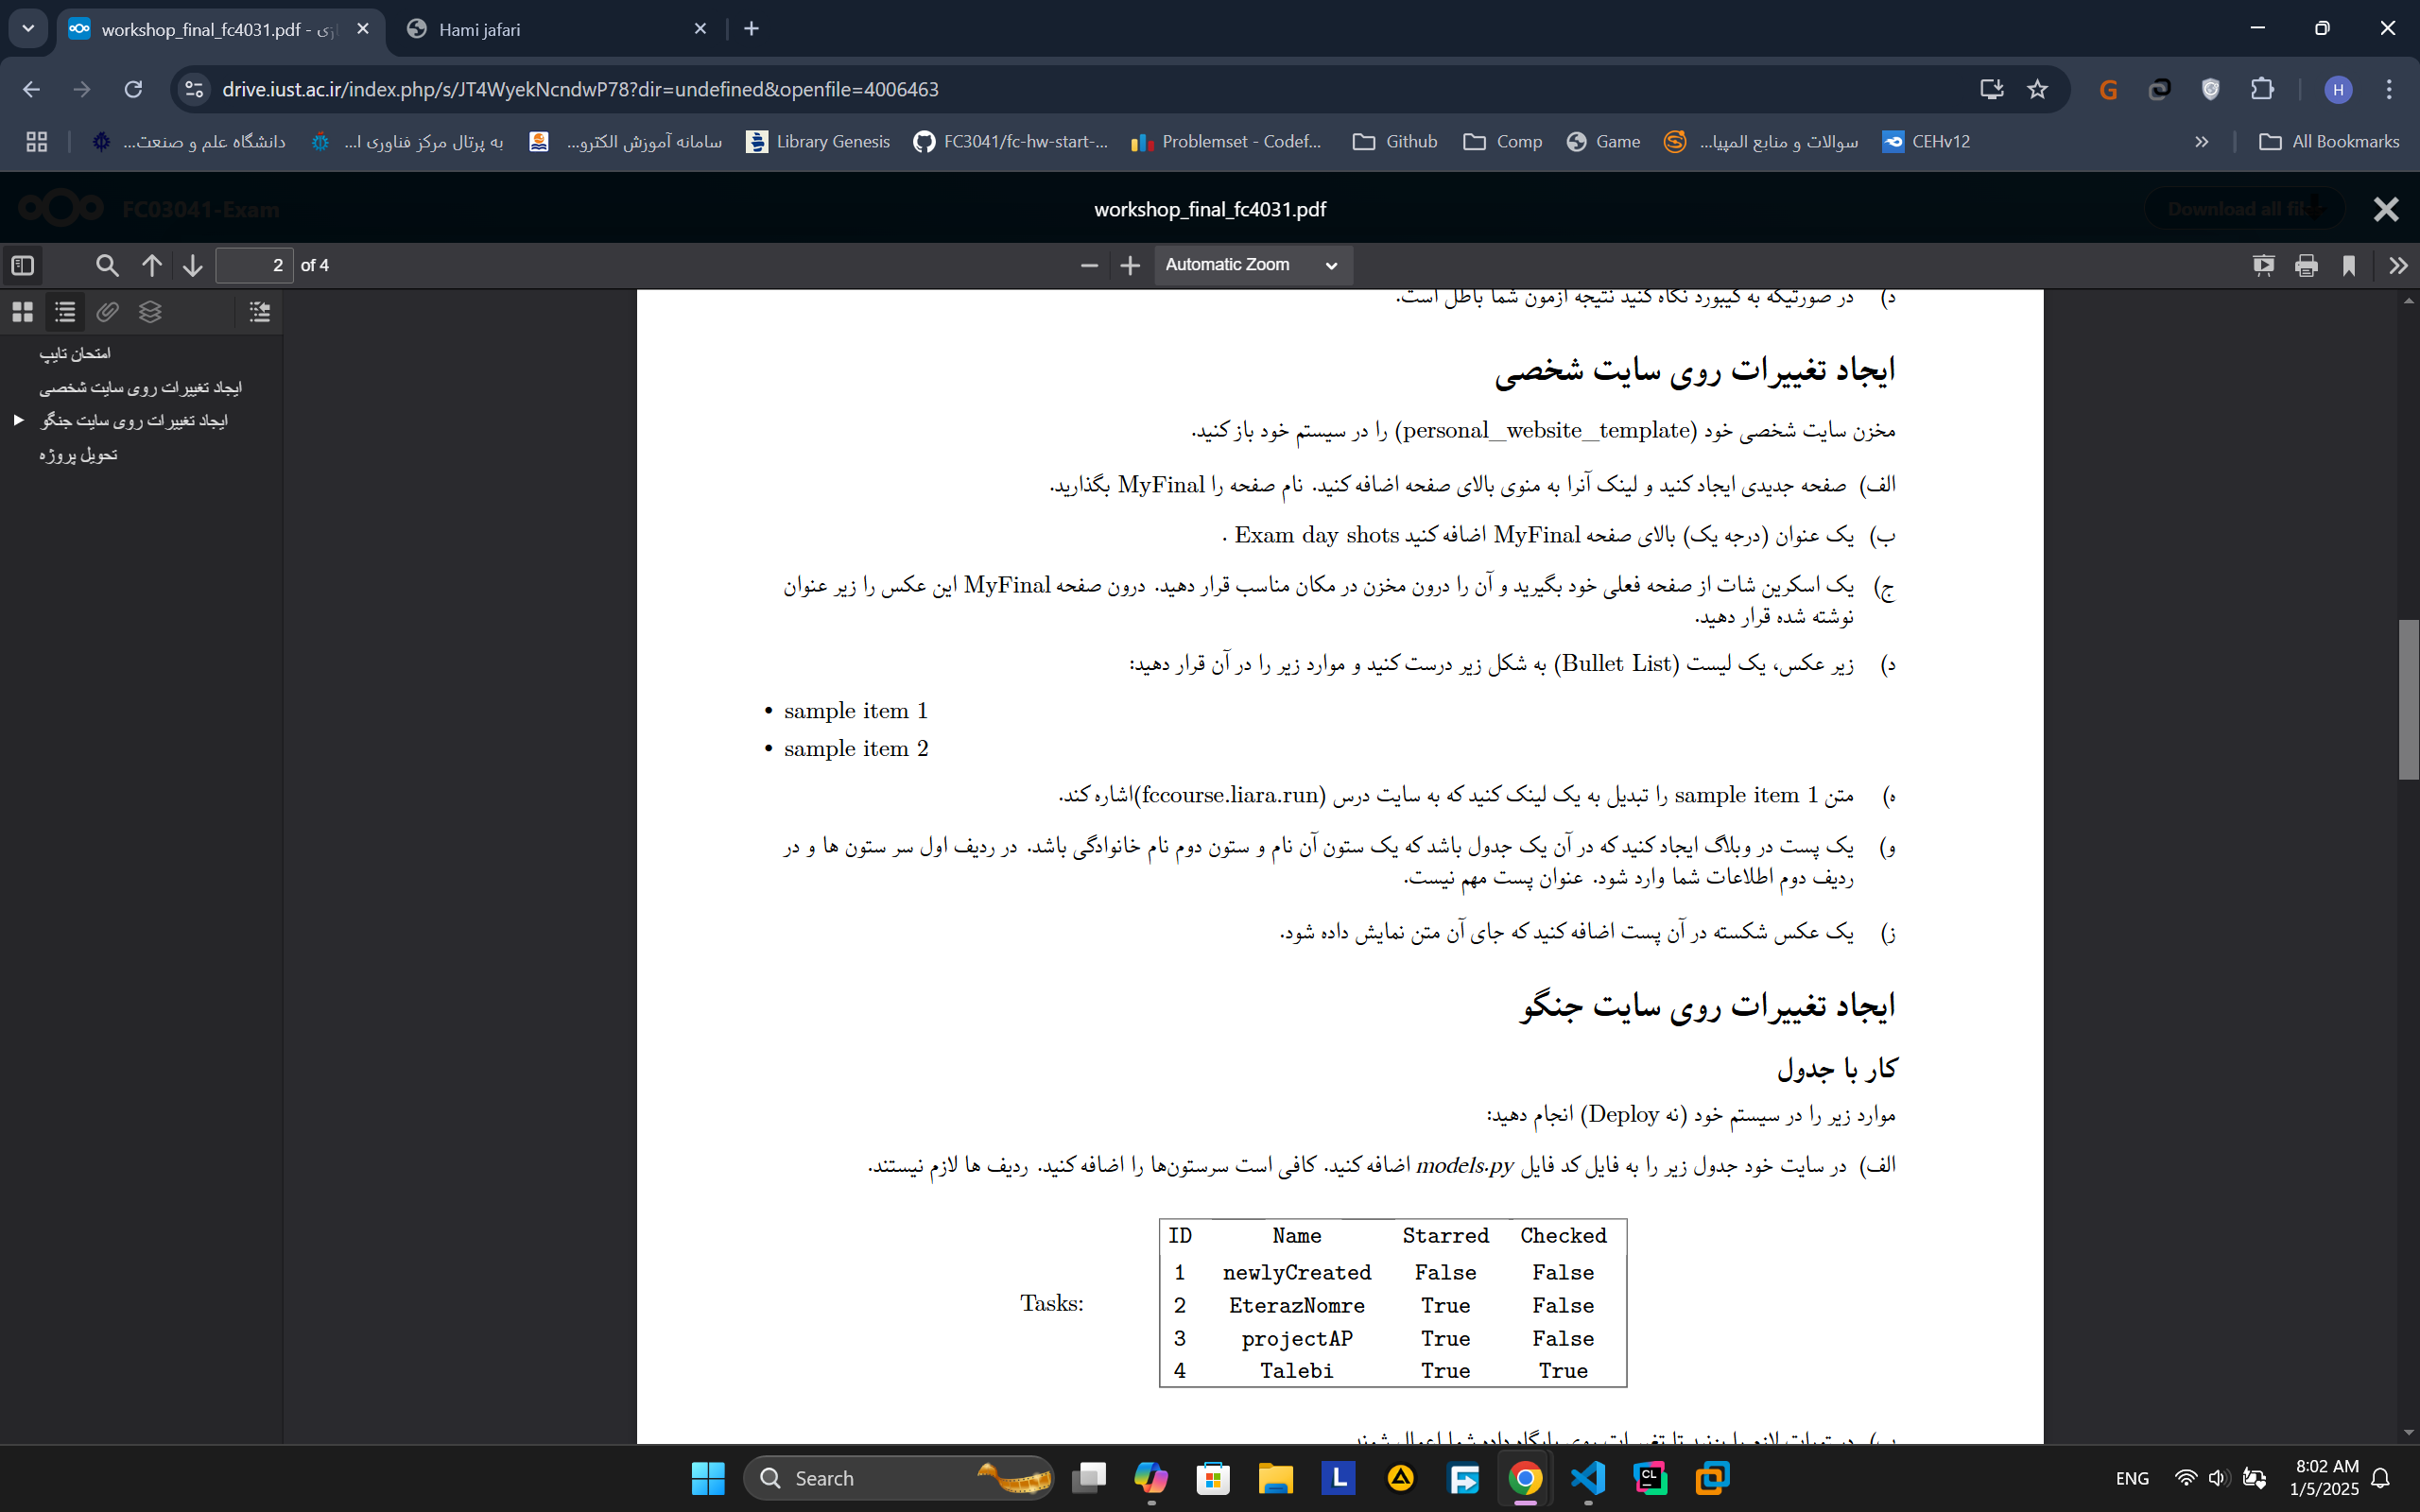 workshop_final_fc4031.pdf -
Hami jafari
drive.iust.ac.ir/index.php/s/JT4WyekNcndwP78?dir=undefined&openfile=4006463
H
دانشگاه علم و صنعت...
به پرتال مرکز فناوری ا...
سامانه آموزش الکترو...
Library Genesis
FC3041/fc-hw-start-...
Problemset - Codef...
Github
Comp
Game
سوالات و منابع المپیا...
CEHv12
All Bookmarks
FC03041-Exam
workshop_final_fc4031.pdf
Download all fil
2 of 4
Automatic Zoom
امتحان تایپ
ایجاد تغییرات روی سایت شخصی
ایجاد تغییرات روی سایت جنگو
تحویل پروژه
د) در صورتیکه به کیبورد نگاه کنید نتیجه آزمون شما باطل است.
ایجاد تغییرات روی سایت شخصی
مخزن سایت شخصی خود (personal_website_template) را در سیستم خود باز کنید.
الف) صفحه جدیدی ایجاد کنید و لینک آنرا به منوی بالای صفحه اضافه کنید. نام صفحه را MyFinal بگذارید.
ب) یک عنوان (درجه یک) بالای صفحه MyFinal اضافه کنید Exam day shots .
ج) یک اسکرین شات از صفحه فعلی خود بگیرید و آن را درون مخزن در مکان مناسب قرار دهید. درون صفحه MyFinal این عکس را زیر عنوان
نوشته شده قرار دهید.
د) زیر عکس، یک لیست (Bullet List) به شکل زیر درست کنید و موارد زیر را در آن قرار دهید:
• sample item 1
• sample item 2
ه) متن sample item 1 را تبدیل به یک لینک کنید که به سایت درس (fccourse.liara.run)اشاره کند.
و) یک پست در وبلاگ ایجاد کنید که در آن یک جدول باشد که یک ستون آن نام و ستون دوم نام خانوادگی باشد. در ردیف اول سر ستون ها و در
ردیف دوم اطلاعات شما وارد شود. عنوان پست مهم نیست.
ز) یک عکس شکسته در آن پست اضافه کنید که جای آن متن نمایش داده شود.
ایجاد تغییرات روی سایت جنگو
کار با جدول
موارد زیر را در سیستم خود (نه Deploy) انجام دهید:
الف) در سایت خود جدول زیر را به فایل کد فایل models.py اضافه کنید. کافی است سرستون‌ها را اضافه کنید. ردیف ها لازم نیستند.
Tasks:
ID Name Starred Checked
1 newlyCreated False False
2 EterazNomre True False
3 projectAP True False
4 Talebi True True
ب) دستورات لازم را بزنید تا تغییرات روی پایگاه داده شما اعمال شوند
Search
ENG
8:02 AM
1/5/2025